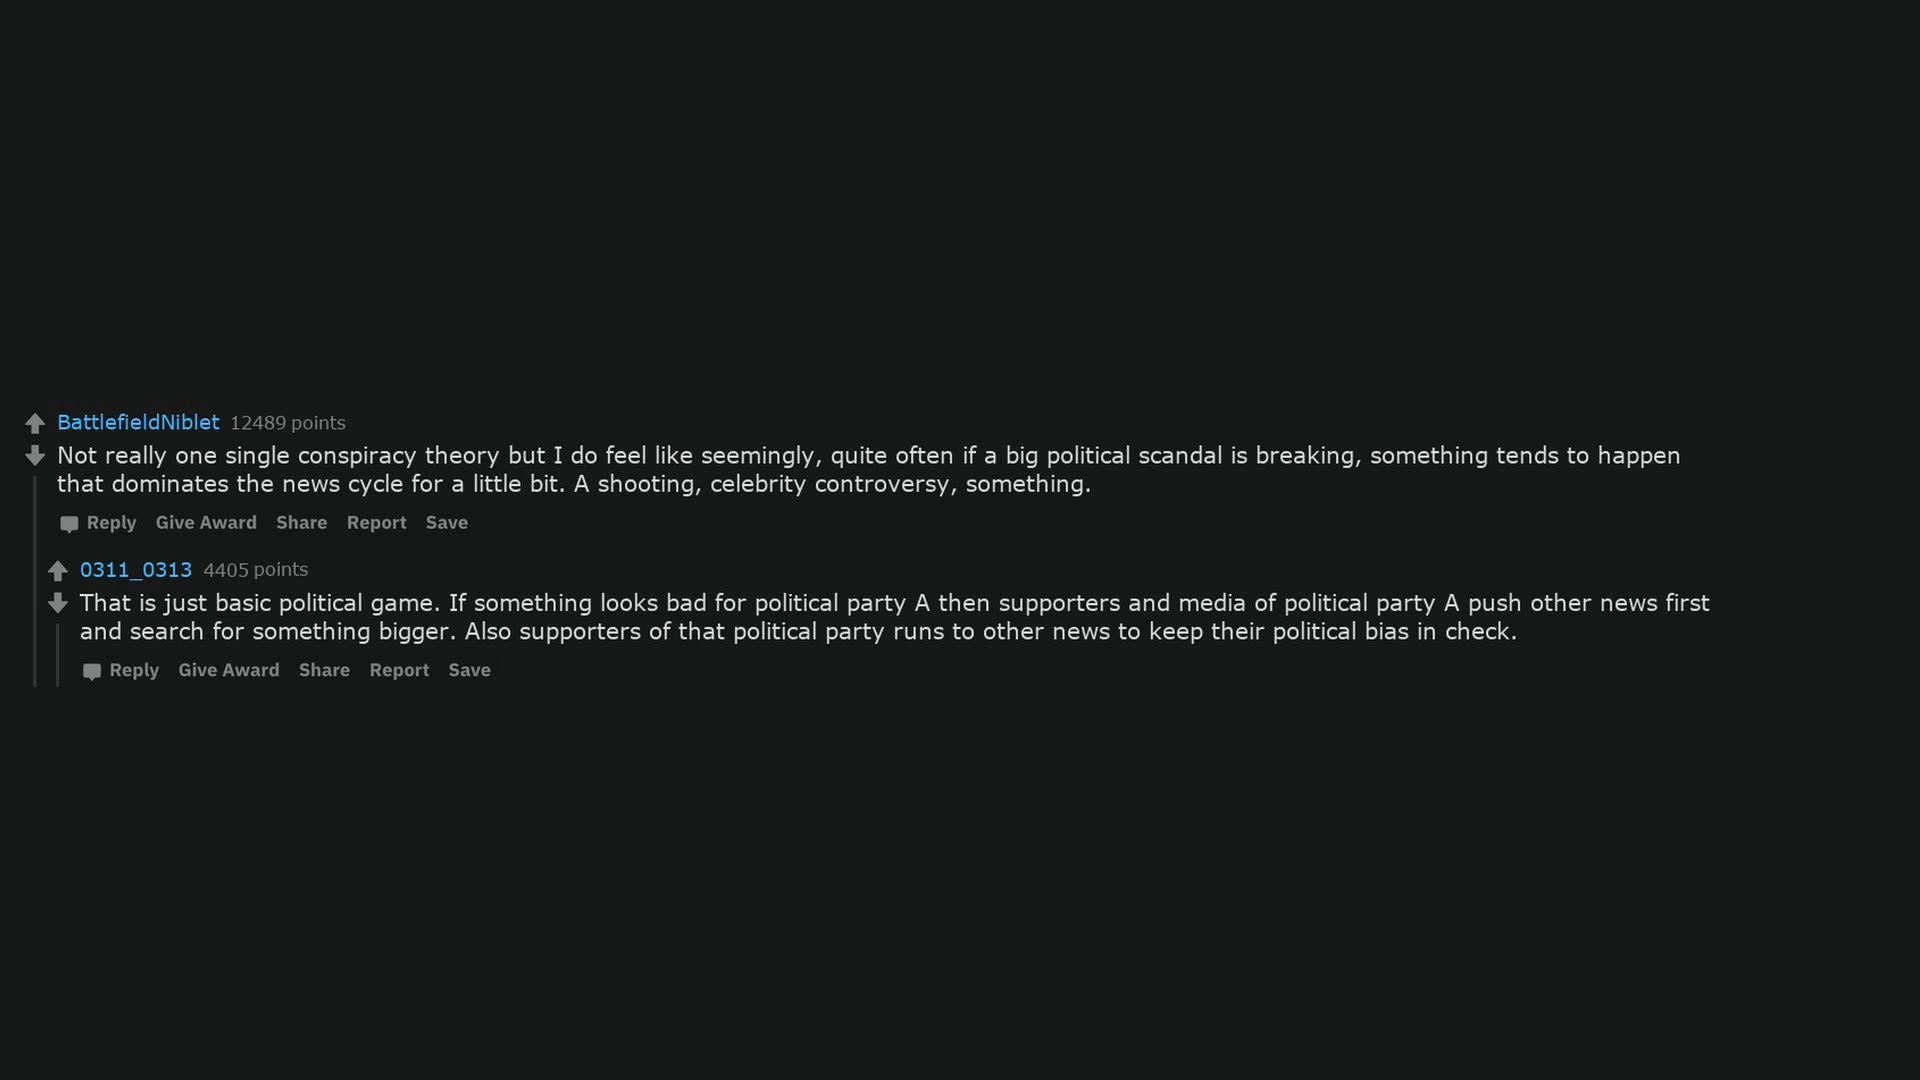 BattlefieldNiblet 12489 points
Not really one single conspiracy theory but I do feel like seemingly, quite often if a big political scandal is breaking, something tends to happen
that dominates the news cycle for a little bit. A shooting, celebrity controversy, something.
Reply Give Award Share Report Save
0311_0313 4405 points
That is just basic political game. If something looks bad for political party A then supporters and media of political party A push other news first
and search for something bigger. Also supporters of that political party runs to other news to keep their political bias in check.
Reply Give Award Share Report Save